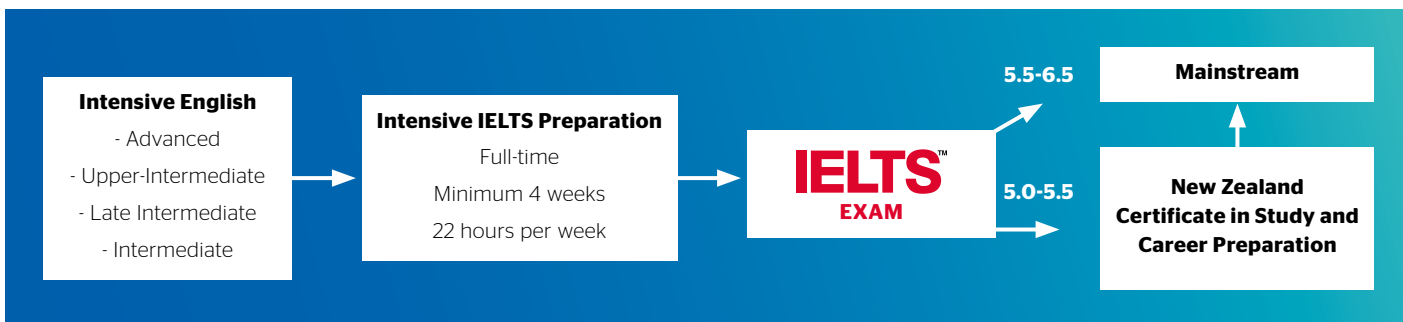 Intensive English
- Advanced
- Upper-Intermediate
- Late Intermediate
- Intermediate
Intensive IELTS Preparation
Full-time
Minimum 4 weeks
22 hours per week
IELTS™
EXAM
5.5-6.5
5.0-5.5
Mainstream
New Zealand
Certificate in Study and
Career Preparation